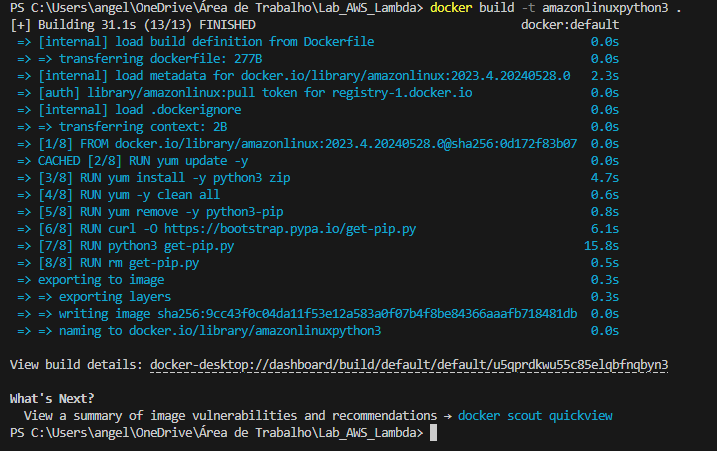 PS C:\Users\angel\OneDrive\Área de Trabalho\Lab_AWS_Lambda> docker build -t amazonlinuxpython3 .
[+] Building 31.1s (13/13) FINISHED docker:default
=> [internal] load build definition from Dockerfile 0.0s
=> => transferring dockerfile: 277B 0.0s
=> [internal] load metadata for docker.io/library/amazonlinux:2023.4.20240528.0 2.3s
=> [auth] library/amazonlinux:pull token for registry-1.docker.io 0.0s
=> [internal] load .dockerignore 0.0s
=> => transferring context: 2B 0.0s
=> [1/8] FROM docker.io/library/amazonlinux:2023.4.20240528.0@sha256:0d172f83b07 0.0s
=> CACHED [2/8] RUN yum update -y 0.0s
=> [3/8] RUN yum install -y python3 zip 4.7s
=> [4/8] RUN yum -y clean all 0.6s
=> [5/8] RUN yum remove -y python3-pip 0.8s
=> [6/8] RUN curl -O https://bootstrap.pypa.io/get-pip.py 6.1s
=> [7/8] RUN python3 get-pip.py 15.8s
=> [8/8] RUN rm get-pip.py 0.5s
=> exporting to image 0.3s
=> => exporting layers 0.3s
=> => writing image sha256:9cc43f0c04da11f53e12a583a0f07b4f8be84366aaafb718481db 0.0s
=> => naming to docker.io/library/amazonlinuxpython3 0.0s
View build details: docker-desktop://dashboard/build/default/default/u5qprdkwu55c85elqbfnqbyn3
What's Next?
View a summary of image vulnerabilities and recommendations → docker scout quickview
PS C:\Users\angel\OneDrive\Área de Trabalho\Lab_AWS_Lambda>